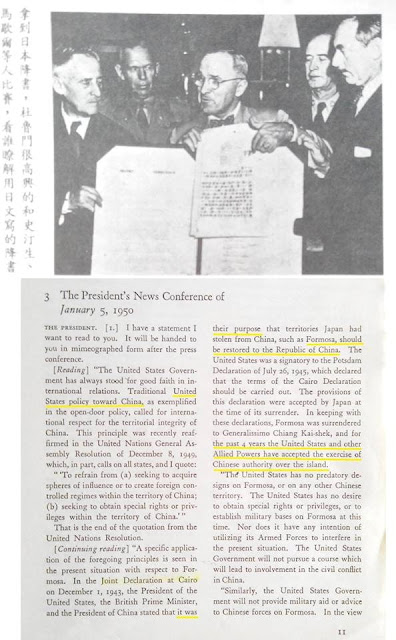 拿到日本降書，杜魯門很高興的和史汀生、
馬歇爾等人比賽，看誰瞭解用日文寫的降書
3 The President's News Conference of
January 5, 1950
THE PRESIDENT. [1.] I have a statement I
want to read to you. It will be handed to
you in mimeographed form after the press
conference.
[Reading] "The United States Govern-
ment has always stood for good faith in in-
ternational relations. Traditional United
States policy toward China, as exemplified
in the open-door policy, called for interna-
tional respect for the territorial integrity of
China. This principle was recently reaf-
firmed in the United Nations General As-
sembly Resolution of December 8, 1949,
which, in part, calls on all states, and I quote:
"'To refrain from (a) seeking to acquire
spheres of influence or to create foreign con-
trolled regimes within the territory of China;
(b) seeking to obtain special rights or priv-
ileges within the territory of China.'"
That is the end of the quotation from the
United Nations Resolution.
[Continuing reading] "A specific applica-
tion of the foregoing principles is seen in
the present situation with respect to For-
mosa. In the Joint Declaration at Cairo
on December 1, 1943, the President of the
United States, the British Prime Minister,
and the President of China stated that it was
their purpose that territories Japan had
stolen from China, such as Formosa, should
be restored to the Republic of China. The
United States was a signatory to the Potsdam
Declaration of July 26, 1945, which declared
that the terms of the Cairo Declaration
should be carried out. The provisions of
this declaration were accepted by Japan at
the time of its surrender. In keeping with
these declarations, Formosa was surrendered
to Generalissimo Chiang Kai-shek, and for
the past 4 years the United States and other
Allied Powers have accepted the exercise of
Chinese authority over the island.
"The United States has no predatory de-
signs on Formosa, or on any other Chinese
territory. The United States has no desire
to obtain special rights or privileges, or to
establish military bases on Formosa at this
time. Nor does it have any intention of
utilizing its Armed Forces to interfere in
the present situation. The United States
Government will not pursue a course which
will lead to involvement in the civil conflict
in China.
"Similarly, the United States Govern-
ment will not provide military aid or advice
to Chinese forces on Formosa. In the view
11